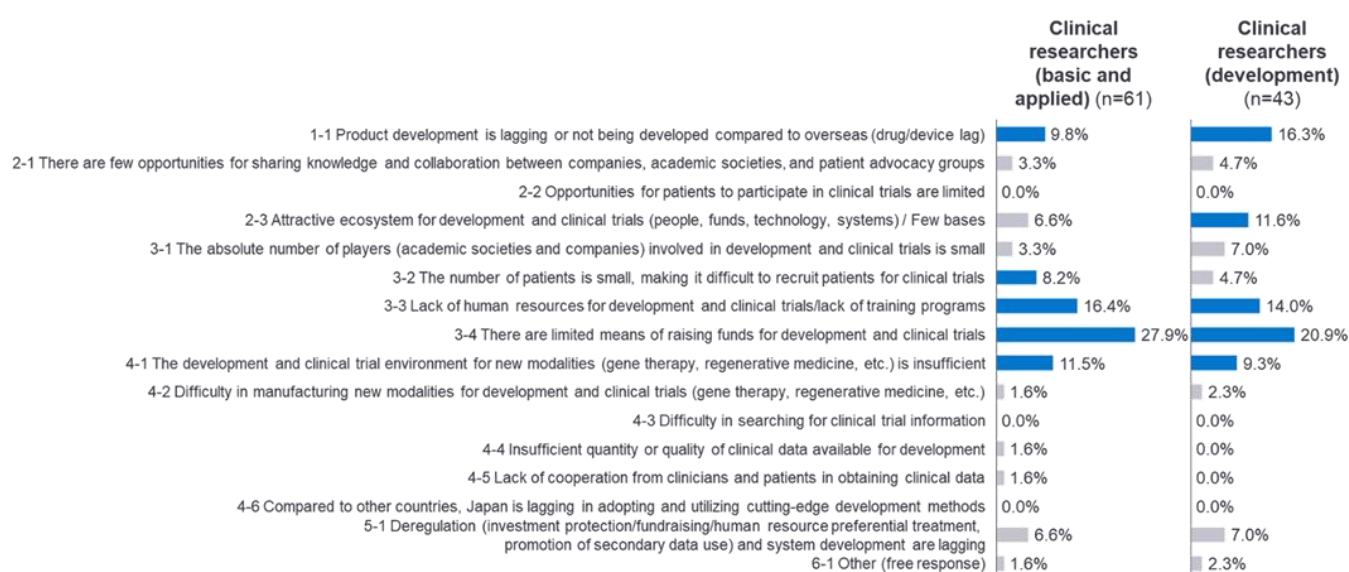 Clinical
researchers
(basic and
applied) (n=61)
Clinical
researchers
(development)
(n=43)
1-1 Product development is lagging or not being developed compared to overseas (drug/device lag) 9.8% 16.3%
2-1 There are few opportunities for sharing knowledge and collaboration between companies, academic societies, and patient advocacy groups 3.3% 4.7%
2-2 Opportunities for patients to participate in clinical trials are limited 0.0% 0.0%
2-3 Attractive ecosystem for development and clinical trials (people, funds, technology, systems) / Few bases 6.6% 11.6%
3-1 The absolute number of players (academic societies and companies) involved in development and clinical trials is small 3.3% 7.0%
3-2 The number of patients is small, making it difficult to recruit patients for clinical trials 8.2% 4.7%
3-3 Lack of human resources for development and clinical trials/lack of training programs 16.4% 14.0%
3-4 There are limited means of raising funds for development and clinical trials 27.9% 20.9%
4-1 The development and clinical trial environment for new modalities (gene therapy, regenerative medicine, etc.) is insufficient 11.5% 9.3%
4-2 Difficulty in manufacturing new modalities for development and clinical trials (gene therapy, regenerative medicine, etc.) 1.6% 2.3%
4-3 Difficulty in searching for clinical trial information 0.0% 0.0%
4-4 Insufficient quantity or quality of clinical data available for development 1.6% 0.0%
4-5 Lack of cooperation from clinicians and patients in obtaining clinical data 1.6% 0.0%
4-6 Compared to other countries, Japan is lagging in adopting and utilizing cutting-edge development methods 0.0% 0.0%
5-1 Deregulation (investment protection/fundraising/human resource preferential treatment,
promotion of secondary data use) and system development are lagging 6.6% 7.0%
6-1 Other (free response) 1.6% 2.3%